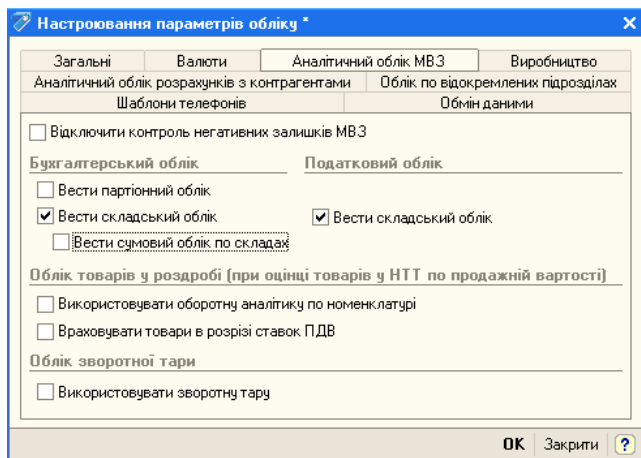 Настроювання параметрів обліку *
Загальні Валюти Аналітичний облік МВЗ Виробництво
Аналітичний облік розрахунків з контрагентами Облік по відокремлених підрозділах
Шаблони телефонів Обмін даними
Відключити контроль негативних залишків МВЗ
Бухгалтерський облік Податковий облік
Вести партіонний облік
Вести складський облік Вести складський облік
Вести сумовий облік по складах
Облік товарів у роздробі (при оцінці товарів у НТТ по продажній вартості)
Використовувати оборотну аналітику по номенклатурі
Враховувати товари в розрізі ставок ПДВ
Облік зворотної тари
Використовувати зворотну тару
OK Закрити ?